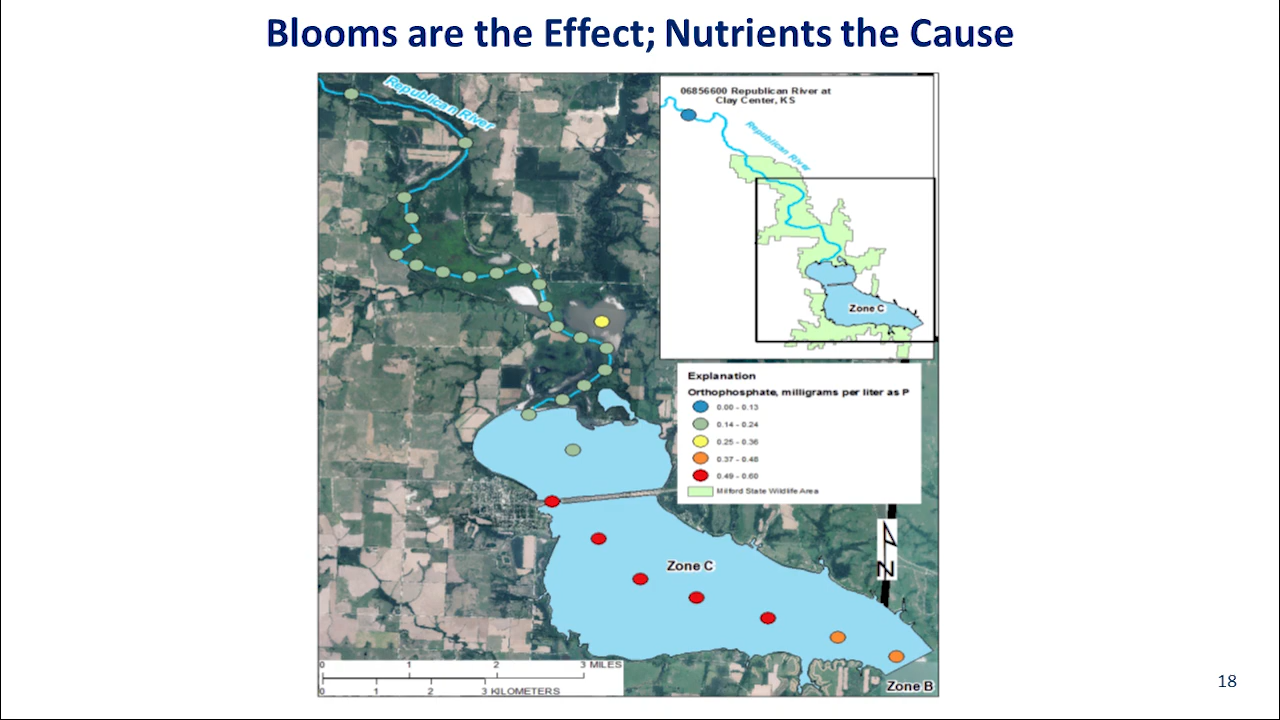 Blooms are the Effect; Nutrients the Cause
Republican River
06856600 Republican River at
Clay Center, KS
Republican River
Zone C
Explanation
Orthophosphate, milligrams per liter as P
0.00 - 0.13
0.14 - 0.24
0.25 - 0.36
0.37 - 0.48
0.49 - 0.60
Milford State Wildlife Area
N
Zone C
0 1 2 3 MILES
0 1 2 3 KILOMETERS
Zone B
18